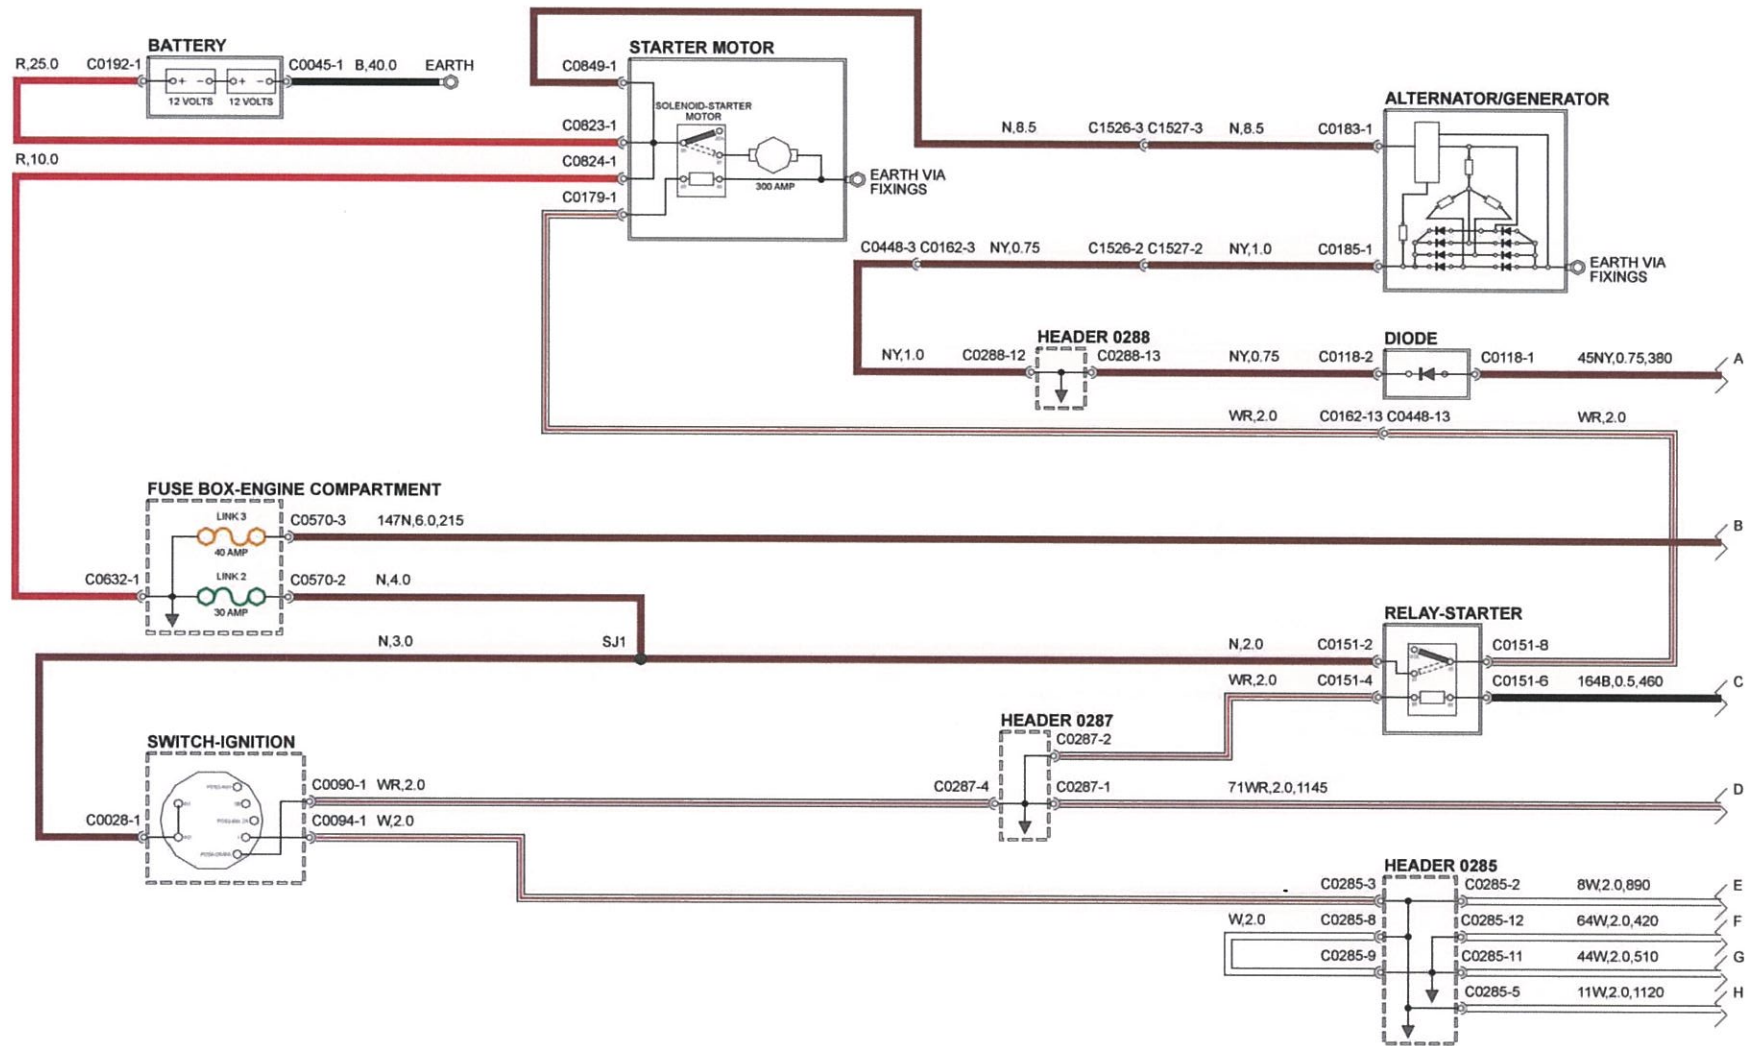 BATTERY
R,25.0 C0192-1
+ - + -
12 VOLTS 12 VOLTS
C0045-1 B,40.0 EARTH
STARTER MOTOR
C0849-1
SOLENOID-STARTER
MOTOR
C0823-1
R,10.0
C0824-1
C0179-1
300 AMP
EARTH VIA
FIXINGS
ALTERNATOR/GENERATOR
N,8.5 C1526-3 C1527-3 N,8.5 C0183-1
C0448-3 C0162-3 NY,0.75 C1526-2 C1527-2 NY,1.0 C0185-1
EARTH VIA
FIXINGS
HEADER 0288
DIODE
NY,1.0 C0288-12 C0288-13 NY,0.75 C0118-2 C0118-1 45NY,0.75,380 A
WR,2.0 C0162-13 C0448-13 WR,2.0
FUSE BOX-ENGINE COMPARTMENT
LINK 3
40 AMP
C0570-3 147N,6.0,215 B
C0632-1
LINK 2
30 AMP
C0570-2 N,4.0
RELAY-STARTER
N,3.0 SJ1 N,2.0 C0151-2 C0151-8
WR,2.0 C0151-4 C0151-6 164B,0.5,460 C
HEADER 0287
C0287-2
SWITCH-IGNITION
C0090-1 WR,2.0 C0287-4 C0287-1 71WR,2.0,1145 D
C0028-1
C0094-1 W,2.0
HEADER 0285
C0285-3 C0285-2 8W,2.0,890 E
W,2.0 C0285-8 C0285-12 64W,2.0,420 F
C0285-9 C0285-11 44W,2.0,510 G
C0285-5 11W,2.0,1120 H